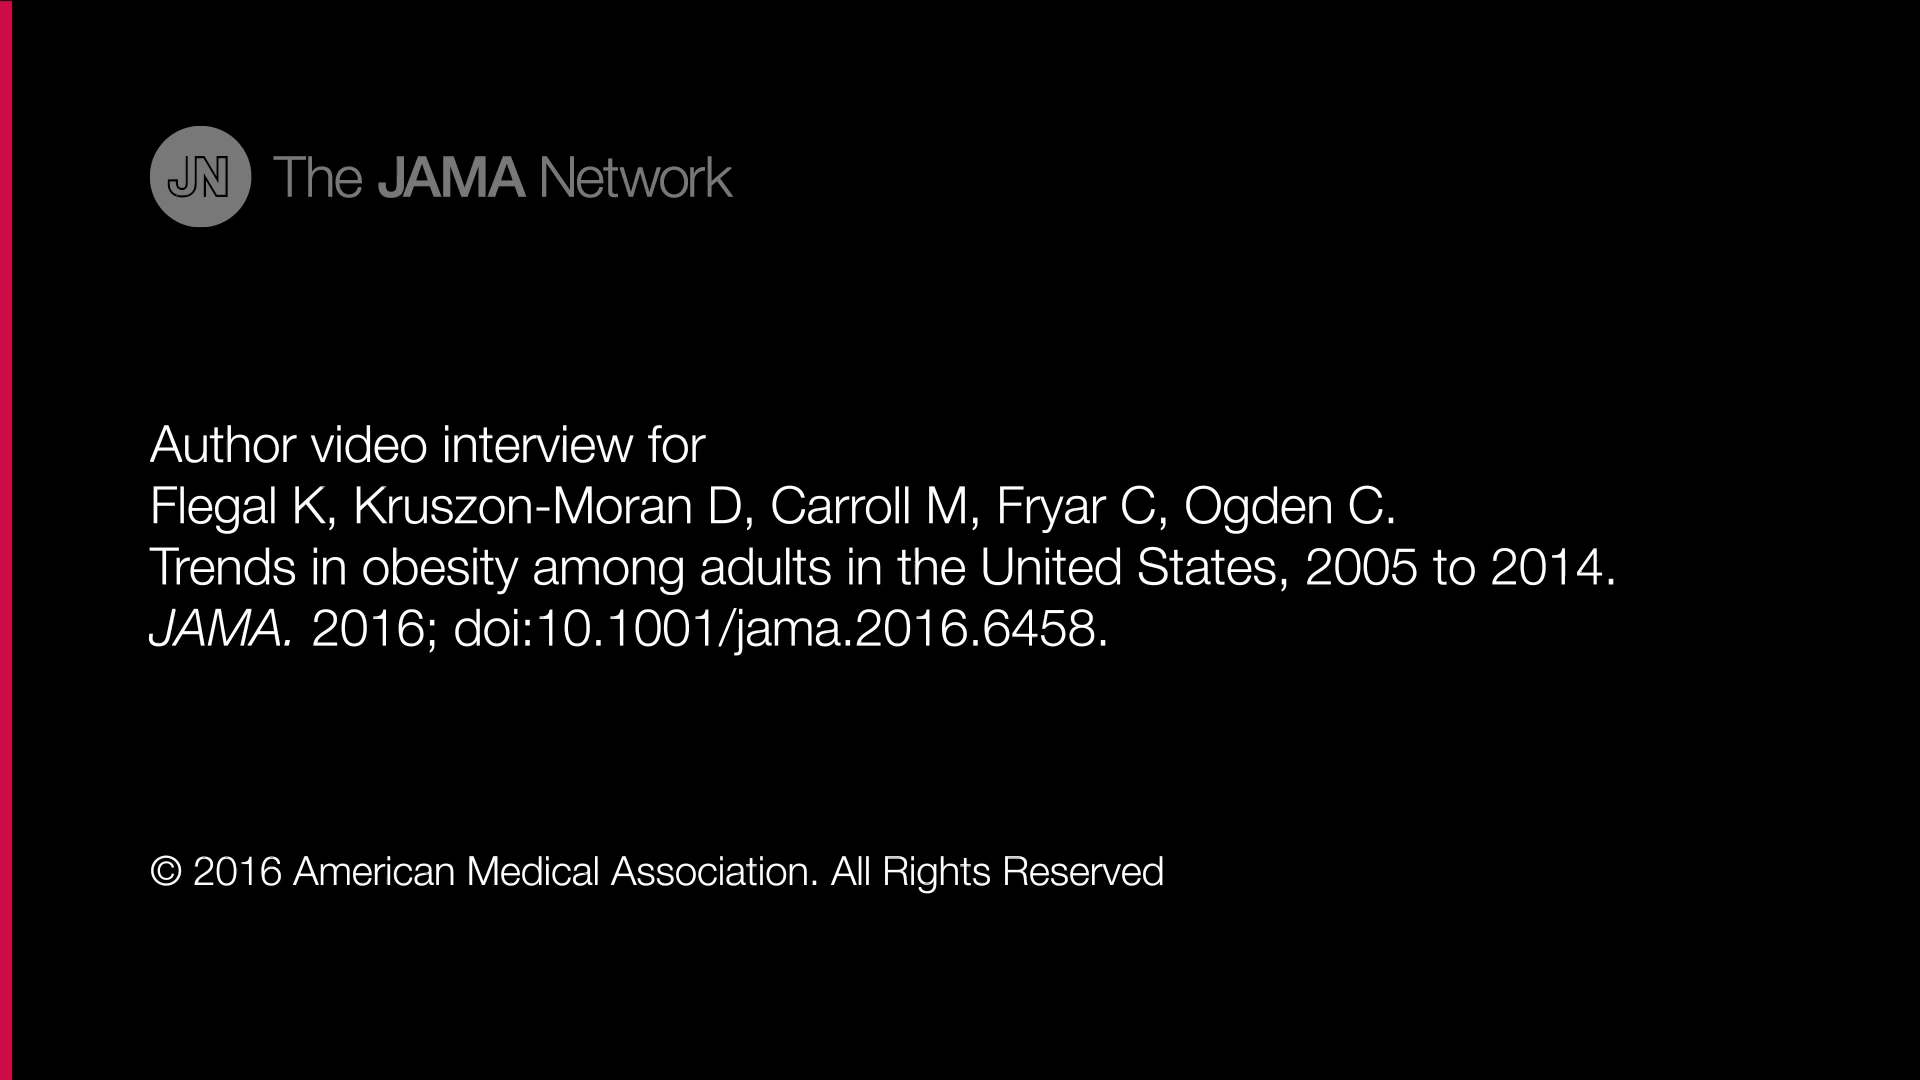 JN The JAMA Network
Author video interview for
Flegal K, Kruszon-Moran D, Carroll M, Fryar C, Ogden C.
Trends in obesity among adults in the United States, 2005 to 2014.
JAMA. 2016; doi:10.1001/jama.2016.6458.
© 2016 American Medical Association. All Rights Reserved